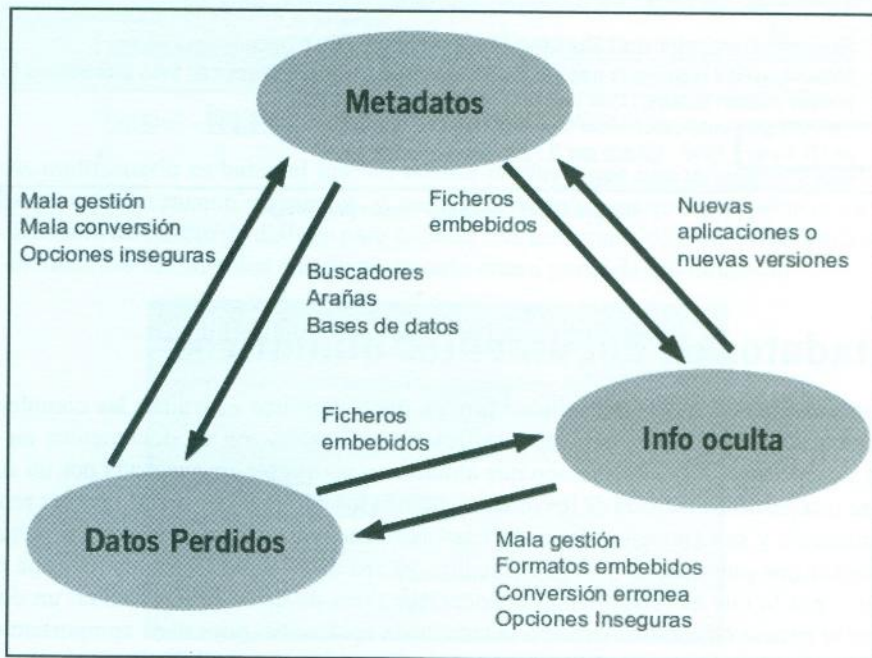 Metadatos
Mala gestión
Mala conversión
Opciones inseguras
Ficheros
embebidos
Nuevas
aplicaciones o
nuevas versiones
Buscadores
Arañas
Bases de datos
Ficheros
embebidos
Info oculta
Datos Perdidos
Mala gestión
Formatos embebidos
Conversión erronea
Opciones Inseguras